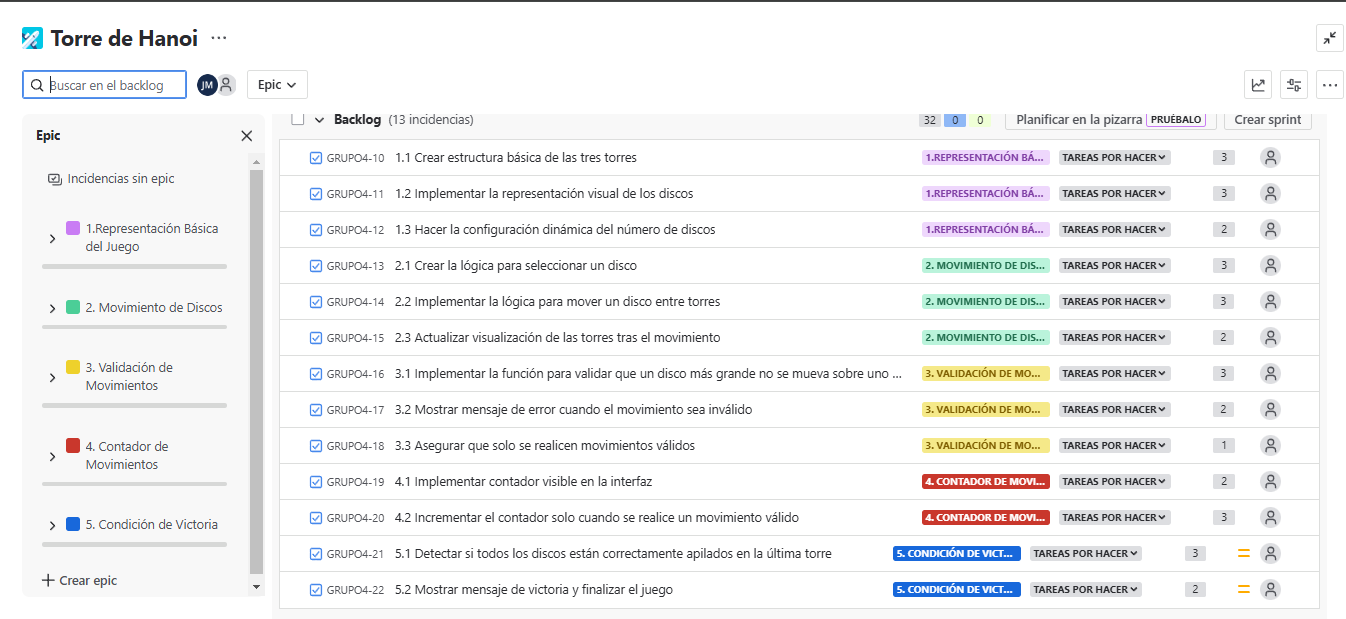 Torre de Hanoi ...
Buscar en el backlog JM Epic
Epic
Incidencias sin epic
1.Representación Básica
del Juego
2. Movimiento de Discos
3. Validación de
Movimientos
4. Contador de
Movimientos
5. Condición de Victoria
Crear epic
Backlog (13 incidencias) 32 0 0 Planificar en la pizarra PRUÉBALO Crear sprint
GRUPO4-10 1.1 Crear estructura básica de las tres torres 1.REPRESENTACIÓN BÁ... TAREAS POR HACER 3
GRUPO4-11 1.2 Implementar la representación visual de los discos 1.REPRESENTACIÓN BÁ... TAREAS POR HACER 3
GRUPO4-12 1.3 Hacer la configuración dinámica del número de discos 1.REPRESENTACIÓN BÁ... TAREAS POR HACER 2
GRUPO4-13 2.1 Crear la lógica para seleccionar un disco 2. MOVIMIENTO DE DIS... TAREAS POR HACER 3
GRUPO4-14 2.2 Implementar la lógica para mover un disco entre torres 2. MOVIMIENTO DE DIS... TAREAS POR HACER 3
GRUPO4-15 2.3 Actualizar visualización de las torres tras el movimiento 2. MOVIMIENTO DE DIS... TAREAS POR HACER 2
GRUPO4-16 3.1 Implementar la función para validar que un disco más grande no se mueva sobre uno ... 3. VALIDACIÓN DE MO... TAREAS POR HACER 3
GRUPO4-17 3.2 Mostrar mensaje de error cuando el movimiento sea inválido 3. VALIDACIÓN DE MO... TAREAS POR HACER 2
GRUPO4-18 3.3 Asegurar que solo se realicen movimientos válidos 3. VALIDACIÓN DE MO... TAREAS POR HACER 1
GRUPO4-19 4.1 Implementar contador visible en la interfaz 4. CONTADOR DE MOVI... TAREAS POR HACER 2
GRUPO4-20 4.2 Incrementar el contador solo cuando se realice un movimiento válido 4. CONTADOR DE MOVI... TAREAS POR HACER 3
GRUPO4-21 5.1 Detectar si todos los discos están correctamente apilados en la última torre 5. CONDICIÓN DE VICT... TAREAS POR HACER 3
GRUPO4-22 5.2 Mostrar mensaje de victoria y finalizar el juego 5. CONDICIÓN DE VICT... TAREAS POR HACER 2